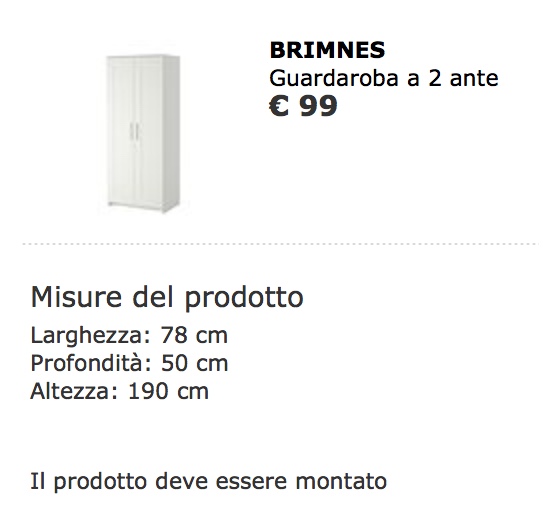 BRIMNES
Guardaroba a 2 ante
€ 99
Misure del prodotto
Larghezza: 78 cm
Profondità: 50 cm
Altezza: 190 cm
Il prodotto deve essere montato